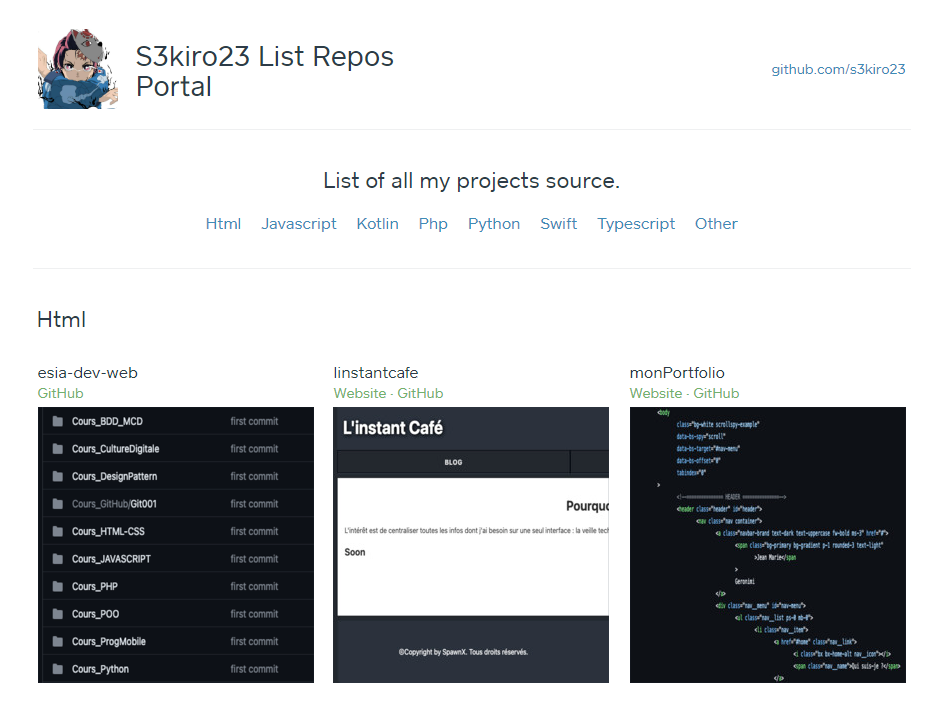 S3kiro23 List Repos
Portal
github.com/s3kiro23
List of all my projects source.
Html Javascript Kotlin Php Python Swift Typescript Other
Html
esia-dev-web
GitHub
Cours_BDD_MCD first commit
Cours_CultureDigitale first commit
Cours_DesignPattern first commit
Cours_GitHub/Git001 first commit
Cours_HTML-CSS first commit
Cours_JAVASCRIPT first commit
Cours_PHP first commit
Cours_POO first commit
Cours_ProgMobile first commit
Cours_Python first commit
linstantcafe
Website · GitHub
L'instant Café
BLOG
Pourquo
L'intérêt est de centraliser toutes les infos dont j'ai besoin sur une seul interface : la veille tech
Soon
©Copyright by SpawnX. Tous droits réservés.
monPortfolio
Website · GitHub
<body
class="bg-white scrollspy-example"
data-bs-spy="scroll"
data-bs-target="#nav-menu"
data-bs-offset="0"
tabindex="0"
>
<!--=============== HEADER ===============-->
<header class="header" id="header">
<nav class="nav container">
<a class="navbar-brand text-dark text-uppercase fw-bold ms-3" href="#">
<span class="bg-primary bg-gradient p-1 rounded-3 text-light"
>Jean Marie</span
>
Geronimi
</a>
<div class="nav__menu" id="nav-menu">
<ul class="nav__list ps-0 mb-0">
<li class="nav__item">
<a href="#home" class="nav__link">
<i class="bx bx-home-alt nav__icon"></i>
<span class="nav__name">Qui suis-je ?</span>
</a>